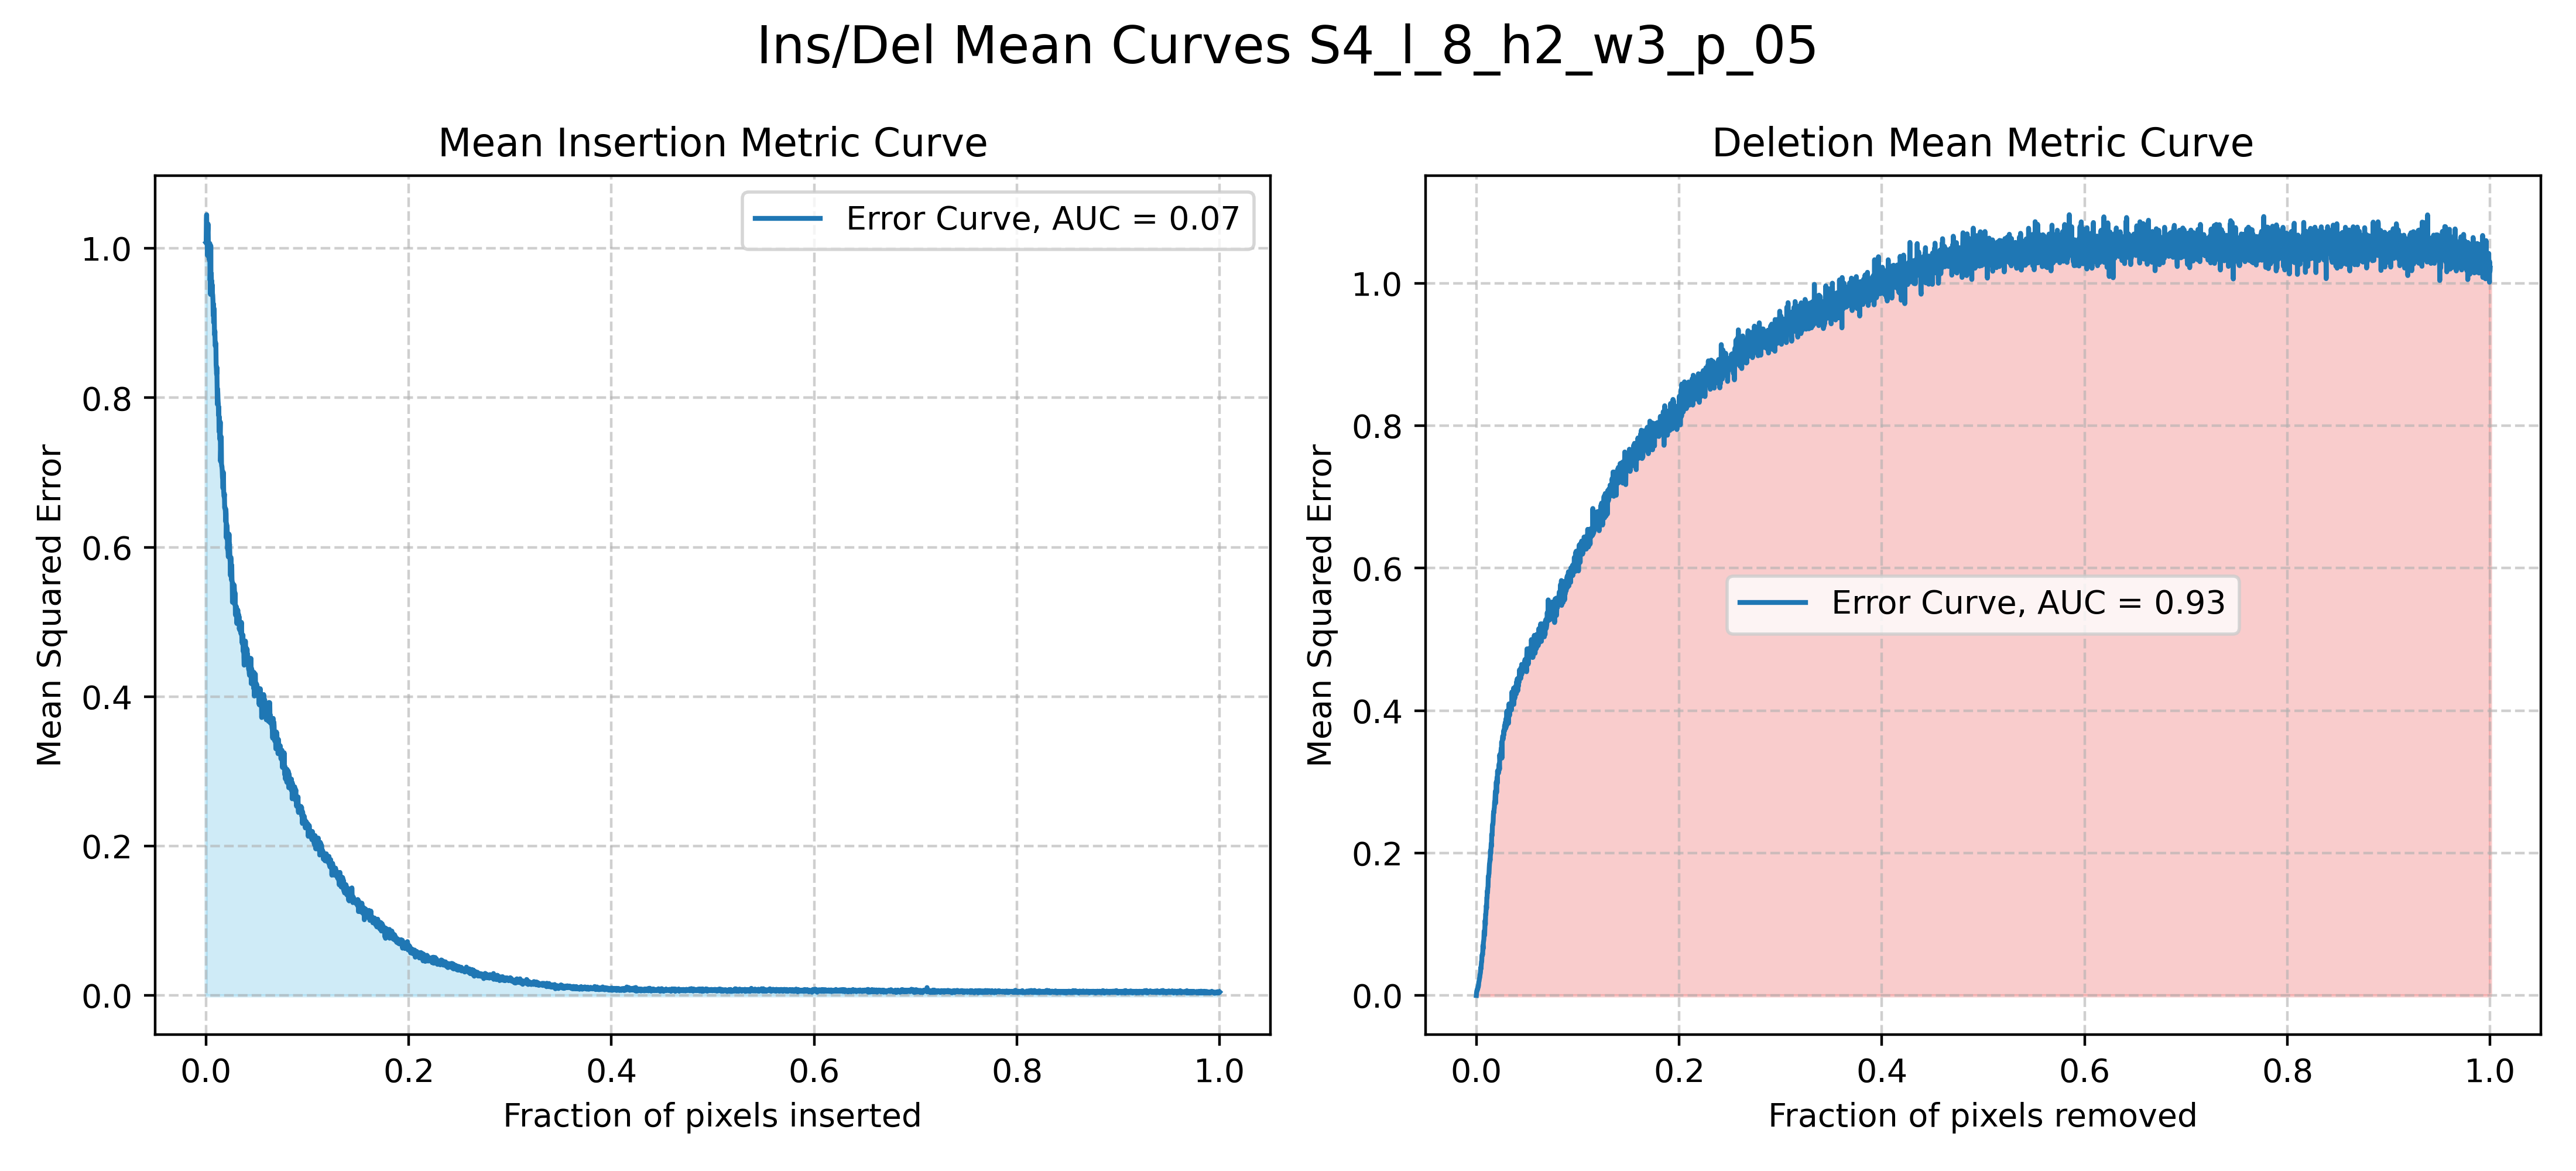 Ins/Del Mean Curves S4_l_8_h2_w3_p_05
Mean Insertion Metric Curve
Error Curve, AUC = 0.07
Mean Squared Error
1.0
0.8
0.6
0.4
0.2
0.0
0.0 0.2 0.4 0.6 0.8 1.0
Fraction of pixels inserted
Deletion Mean Metric Curve
Error Curve, AUC = 0.93
Mean Squared Error
1.0
0.8
0.6
0.4
0.2
0.0
0.0 0.2 0.4 0.6 0.8 1.0
Fraction of pixels removed